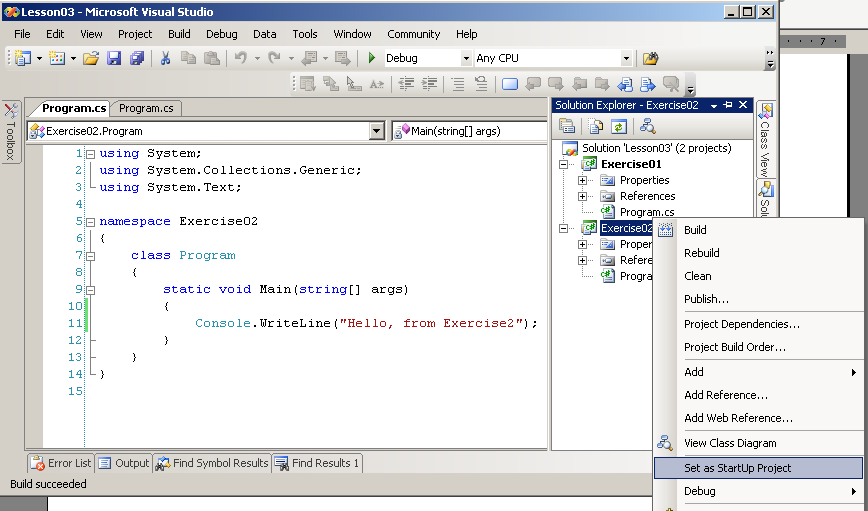 Lesson03 - Microsoft Visual Studio
File Edit View Project Build Debug Data Tools Window Community Help
Debug Any CPU
7
Toolbox
Program.cs Program.cs
Exercise02.Program Main(string[] args)
1 using System;
2 using System.Collections.Generic;
3 using System.Text;
4
5 namespace Exercise02
6 {
7 class Program
8 {
9 static void Main(string[] args)
10 {
11 Console.WriteLine("Hello, from Exercise2");
12 }
13 }
14 }
15
Solution Explorer - Exercise02
Solution 'Lesson03' (2 projects)
Exercise01
Properties
References
Program.cs
Exercise02
Proper
Refere
Progra
Class View
Solu
Build
Rebuild
Clean
Publish...
Project Dependencies...
Project Build Order...
Add
Add Reference...
Add Web Reference...
View Class Diagram
Set as StartUp Project
Debug
Error List Output Find Symbol Results Find Results 1
Build succeeded